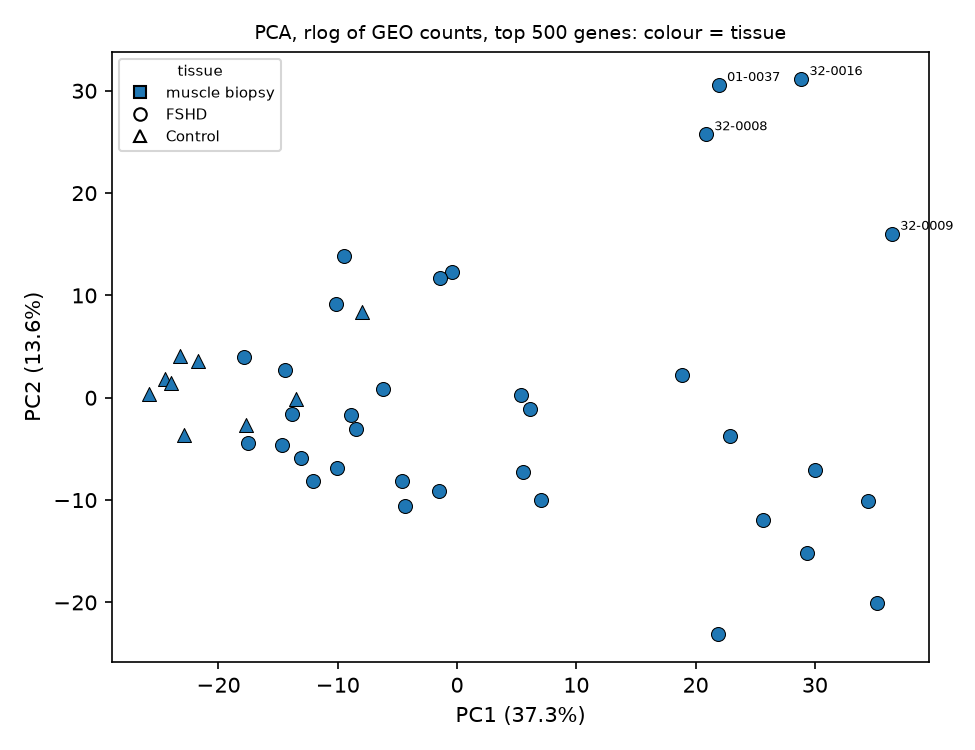 PCA, rlog of GEO counts, top 500 genes: colour = tissue
tissue
muscle biopsy
FSHD
Control
01-0037
32-0016
32-0008
32-0009
30
20
10
0
−10
−20
PC2 (13.6%)
−20
−10
0
10
20
30
PC1 (37.3%)